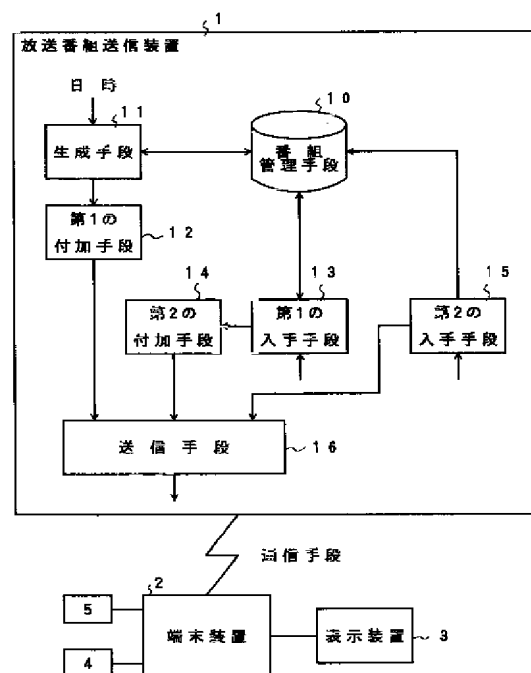 1
放送番組送信装置
日時
11
10
生成手段
番組
管理手段
第1の
付加手段
12
14
13
15
第2の
付加手段
第1の
入手手段
第2の
入手手段
送信手段
16
通信手段
2
5
端末装置
表示装置
3
4